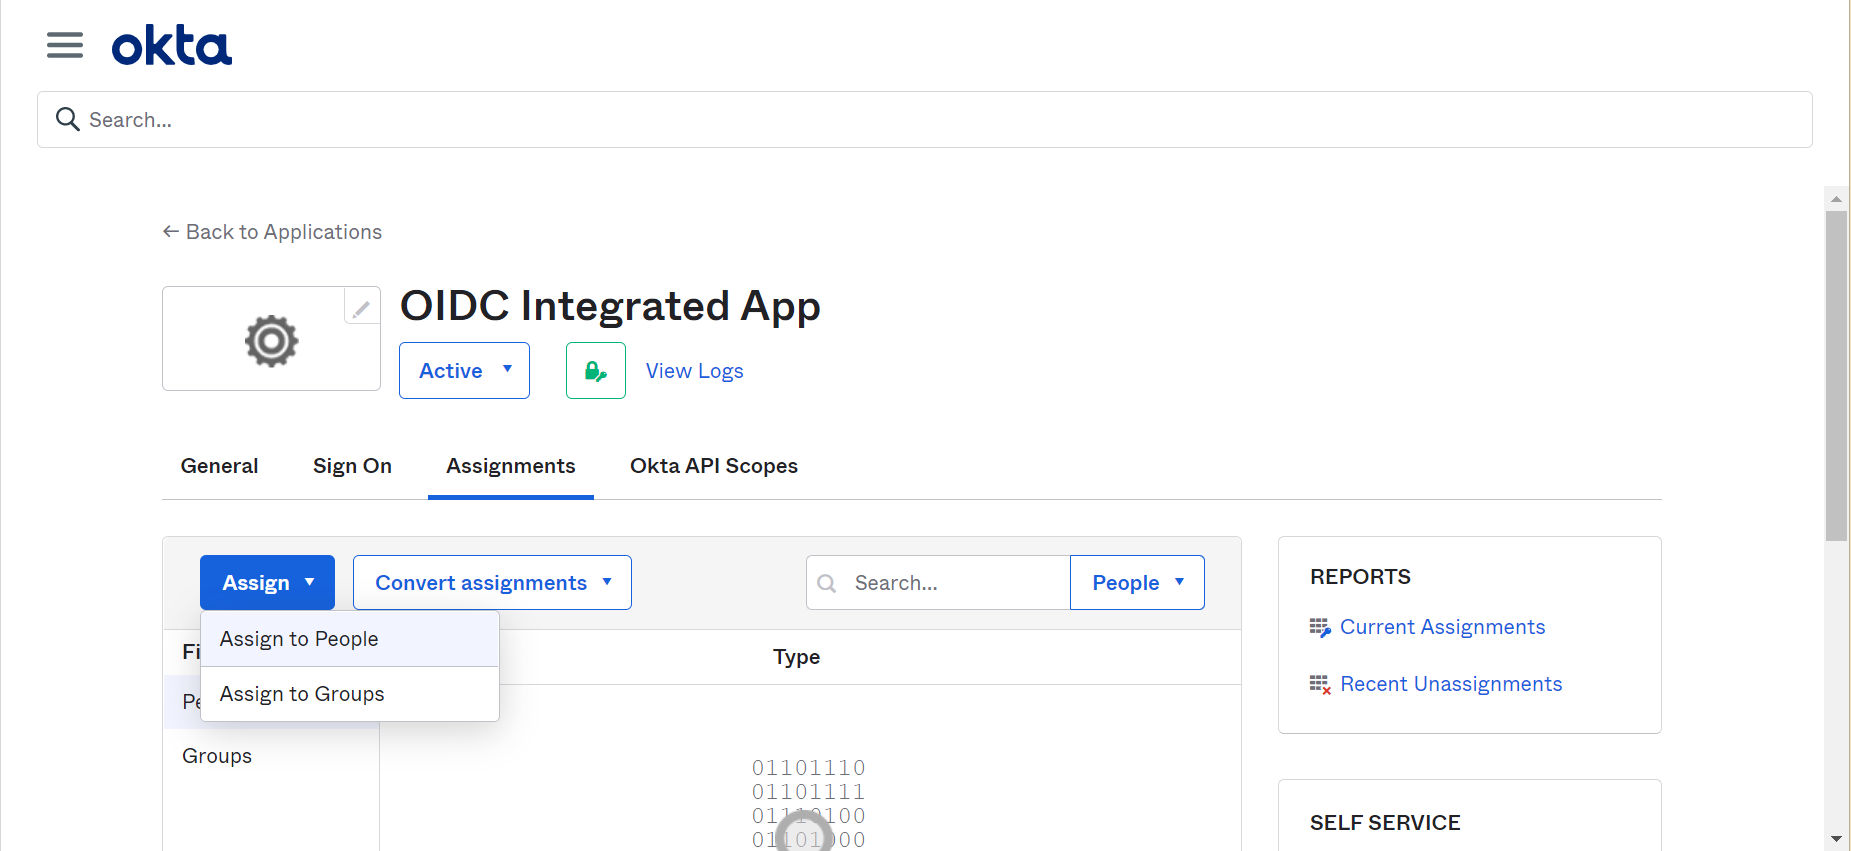 okta
Search...
← Back to Applications
OIDC Integrated App
Active
View Logs
General
Sign On
Assignments
Okta API Scopes
Assign
Convert assignments
Search...
People
Assign to People
Assign to Groups
Fi
Type
Pe
Groups
01101110
01101111
01110100
01101000
REPORTS
Current Assignments
Recent Unassignments
SELF SERVICE